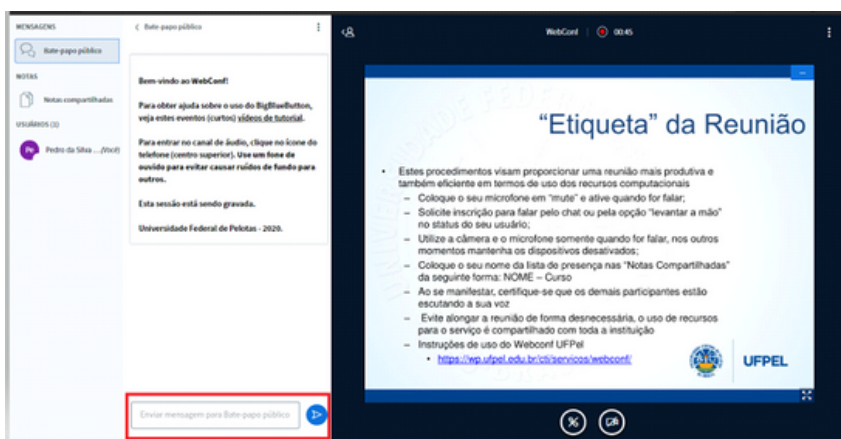 MENSAGENS
Bate-papo público
NOTAS
Notas compartilhadas
USUÁRIOS (1)
Pe
Pedro da Silva ... (Você)
Bate-papo público
Bem-vindo ao WebConf!
Para obter ajuda sobre o uso do BigBlueButton,
veja estes eventos (curtos) vídeos de tutorial.
Para entrar no canal de áudio, clique no ícone do
telefone (centro superior). Use um fone de
ouvido para evitar causar ruídos de fundo para
outros.
Esta sessão está sendo gravada.
Universidade Federal de Pelotas - 2020.
Enviar mensagem para Bate-papo público
WebConf
00:45
“Etiqueta” da Reunião
• Estes procedimentos visam proporcionar uma reunião mais produtiva e
também eficiente em termos de uso dos recursos computacionais
– Coloque o seu microfone em “mute” e ative quando for falar;
– Solicite inscrição para falar pelo chat ou pela opção “levantar a mão”
no status do seu usuário;
– Utilize a câmera e o microfone somente quando for falar, nos outros
momentos mantenha os dispositivos desativados;
– Coloque o seu nome da lista de presença nas “Notas Compartilhadas”
da seguinte forma: NOME – Curso
– Ao se manifestar, certifique-se que os demais participantes estão
escutando a sua voz
– Evite alongar a reunião de forma desnecessária, o uso de recursos
para o serviço é compartilhado com toda a instituição
– Instruções de uso do Webconf UFPel
• https://wp.ufpel.edu.br/cti/servicos/webconf/
UFPEL